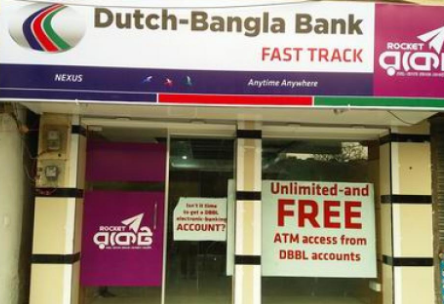 Dutch-Bangla Bank
FAST TRACK
NEXUS
Anytime Anywhere
ROCKET
রকেট
ROCKET
রকেট
Isn't it time
to get a DBBL
electronic-banking
ACCOUNT?
Unlimited-and
FREE
ATM access from
DBBL accounts